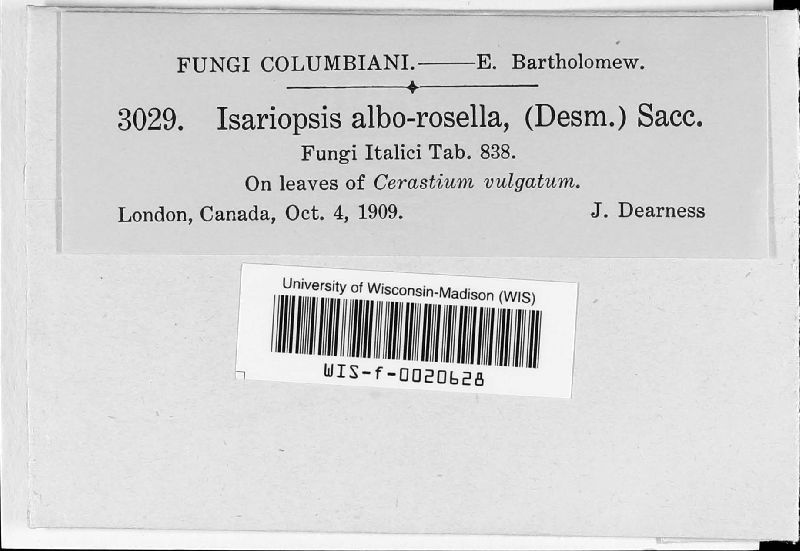 FUNGI COLUMBIANI.——E. Bartholomew.
3029. Isariopsis albo-rosella, (Desm.) Sacc.
Fungi Italici Tab. 838.
On leaves of Cerastium vulgatum.
London, Canada, Oct. 4, 1909. J. Dearness
University of Wisconsin-Madison (WIS)
WIS-f-0020628